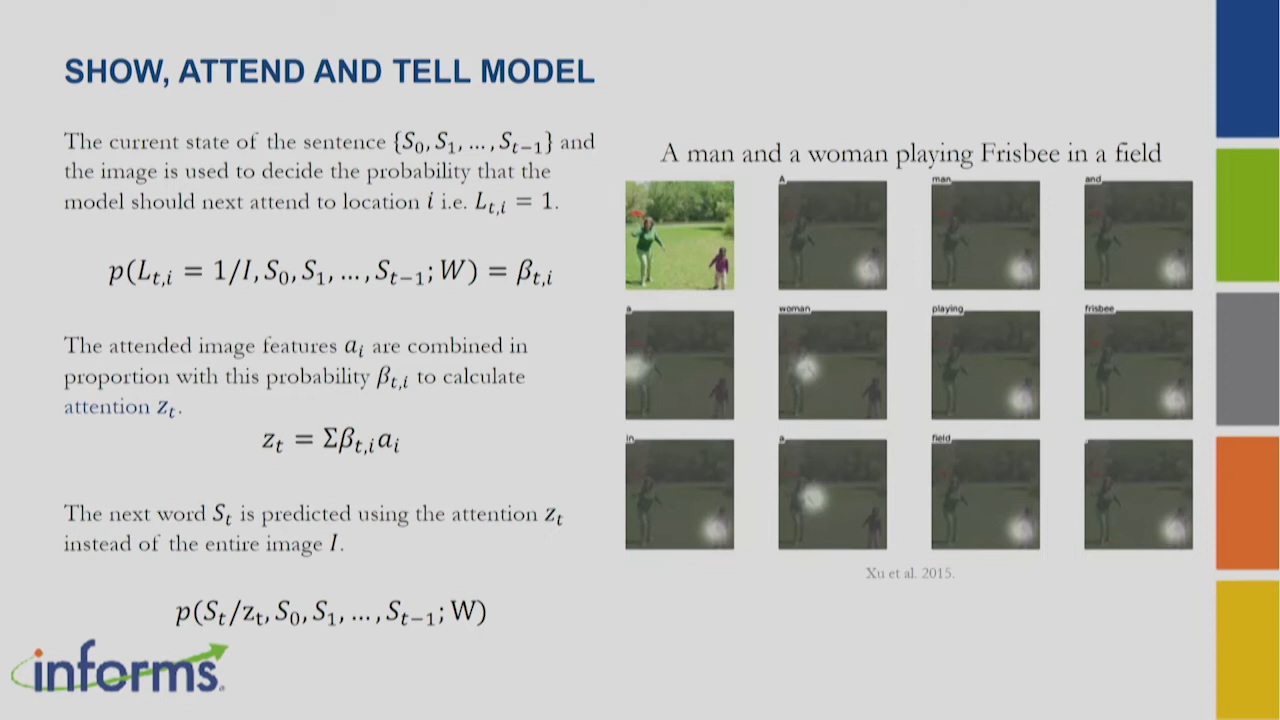 SHOW, ATTEND AND TELL MODEL
The current state of the sentence {S₀, S₁, … , Sₜ₋₁} and
the image is used to decide the probability that the
model should next attend to location i i.e. Lₜ,ᵢ = 1.
p(Lₜ,ᵢ = 1/I, S₀, S₁, … , Sₜ₋₁; W) = βₜ,ᵢ
The attended image features aᵢ are combined in
proportion with this probability βₜ,ᵢ to calculate
attention zₜ.
zₜ = Σβₜ,ᵢaᵢ
The next word Sₜ is predicted using the attention zₜ
instead of the entire image I.
p(Sₜ/zₜ, S₀, S₁, … , Sₜ₋₁; W)
A man and a woman playing Frisbee in a field
A
man
and
a
woman
playing
frisbee
in
a
field
.
Xu et al. 2015.
informs